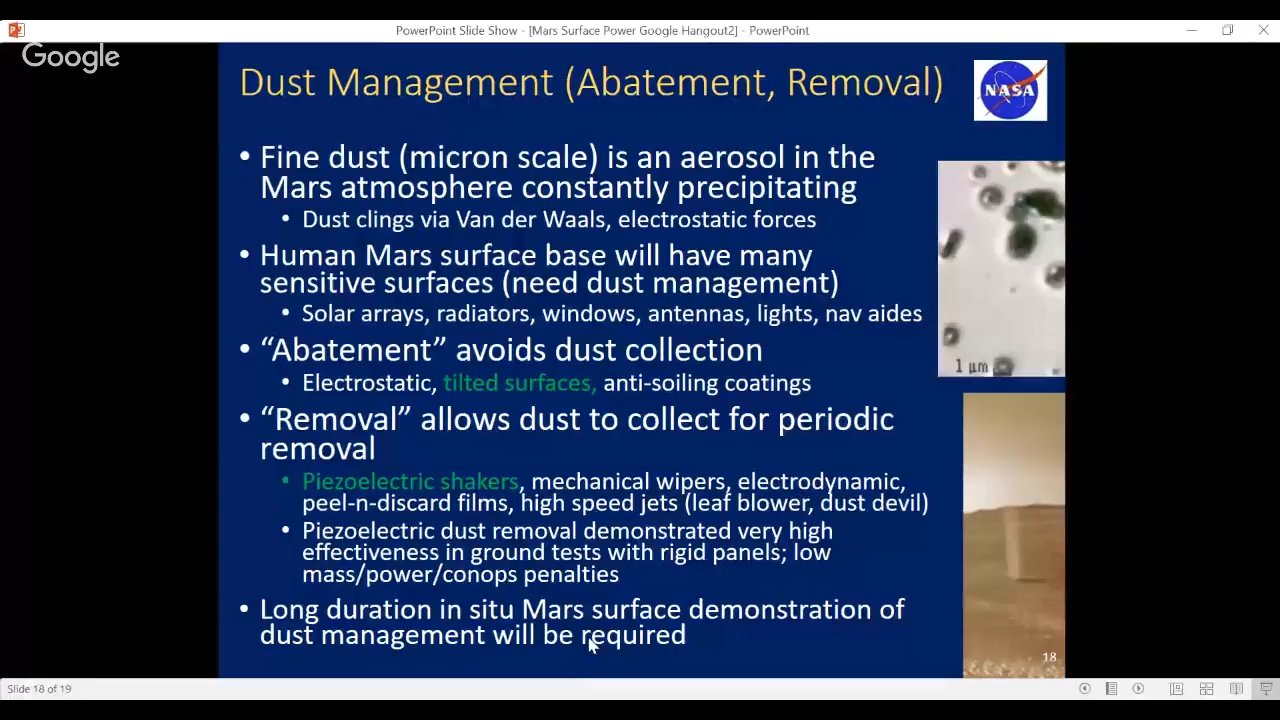 PowerPoint Slide Show - [Mars Surface Power Google Hangout2] - PowerPoint
Google
Dust Management (Abatement, Removal)
NASA
• Fine dust (micron scale) is an aerosol in the
Mars atmosphere constantly precipitating
• Dust clings via Van der Waals, electrostatic forces
• Human Mars surface base will have many
sensitive surfaces (need dust management)
• Solar arrays, radiators, windows, antennas, lights, nav aides
• “Abatement” avoids dust collection
• Electrostatic, tilted surfaces, anti-soiling coatings
• “Removal” allows dust to collect for periodic
removal
• Piezoelectric shakers, mechanical wipers, electrodynamic,
peel-n-discard films, high speed jets (leaf blower, dust devil)
• Piezoelectric dust removal demonstrated very high
effectiveness in ground tests with rigid panels; low
mass/power/conops penalties
• Long duration in situ Mars surface demonstration of
dust management will be required
1 µm
18
Slide 18 of 19